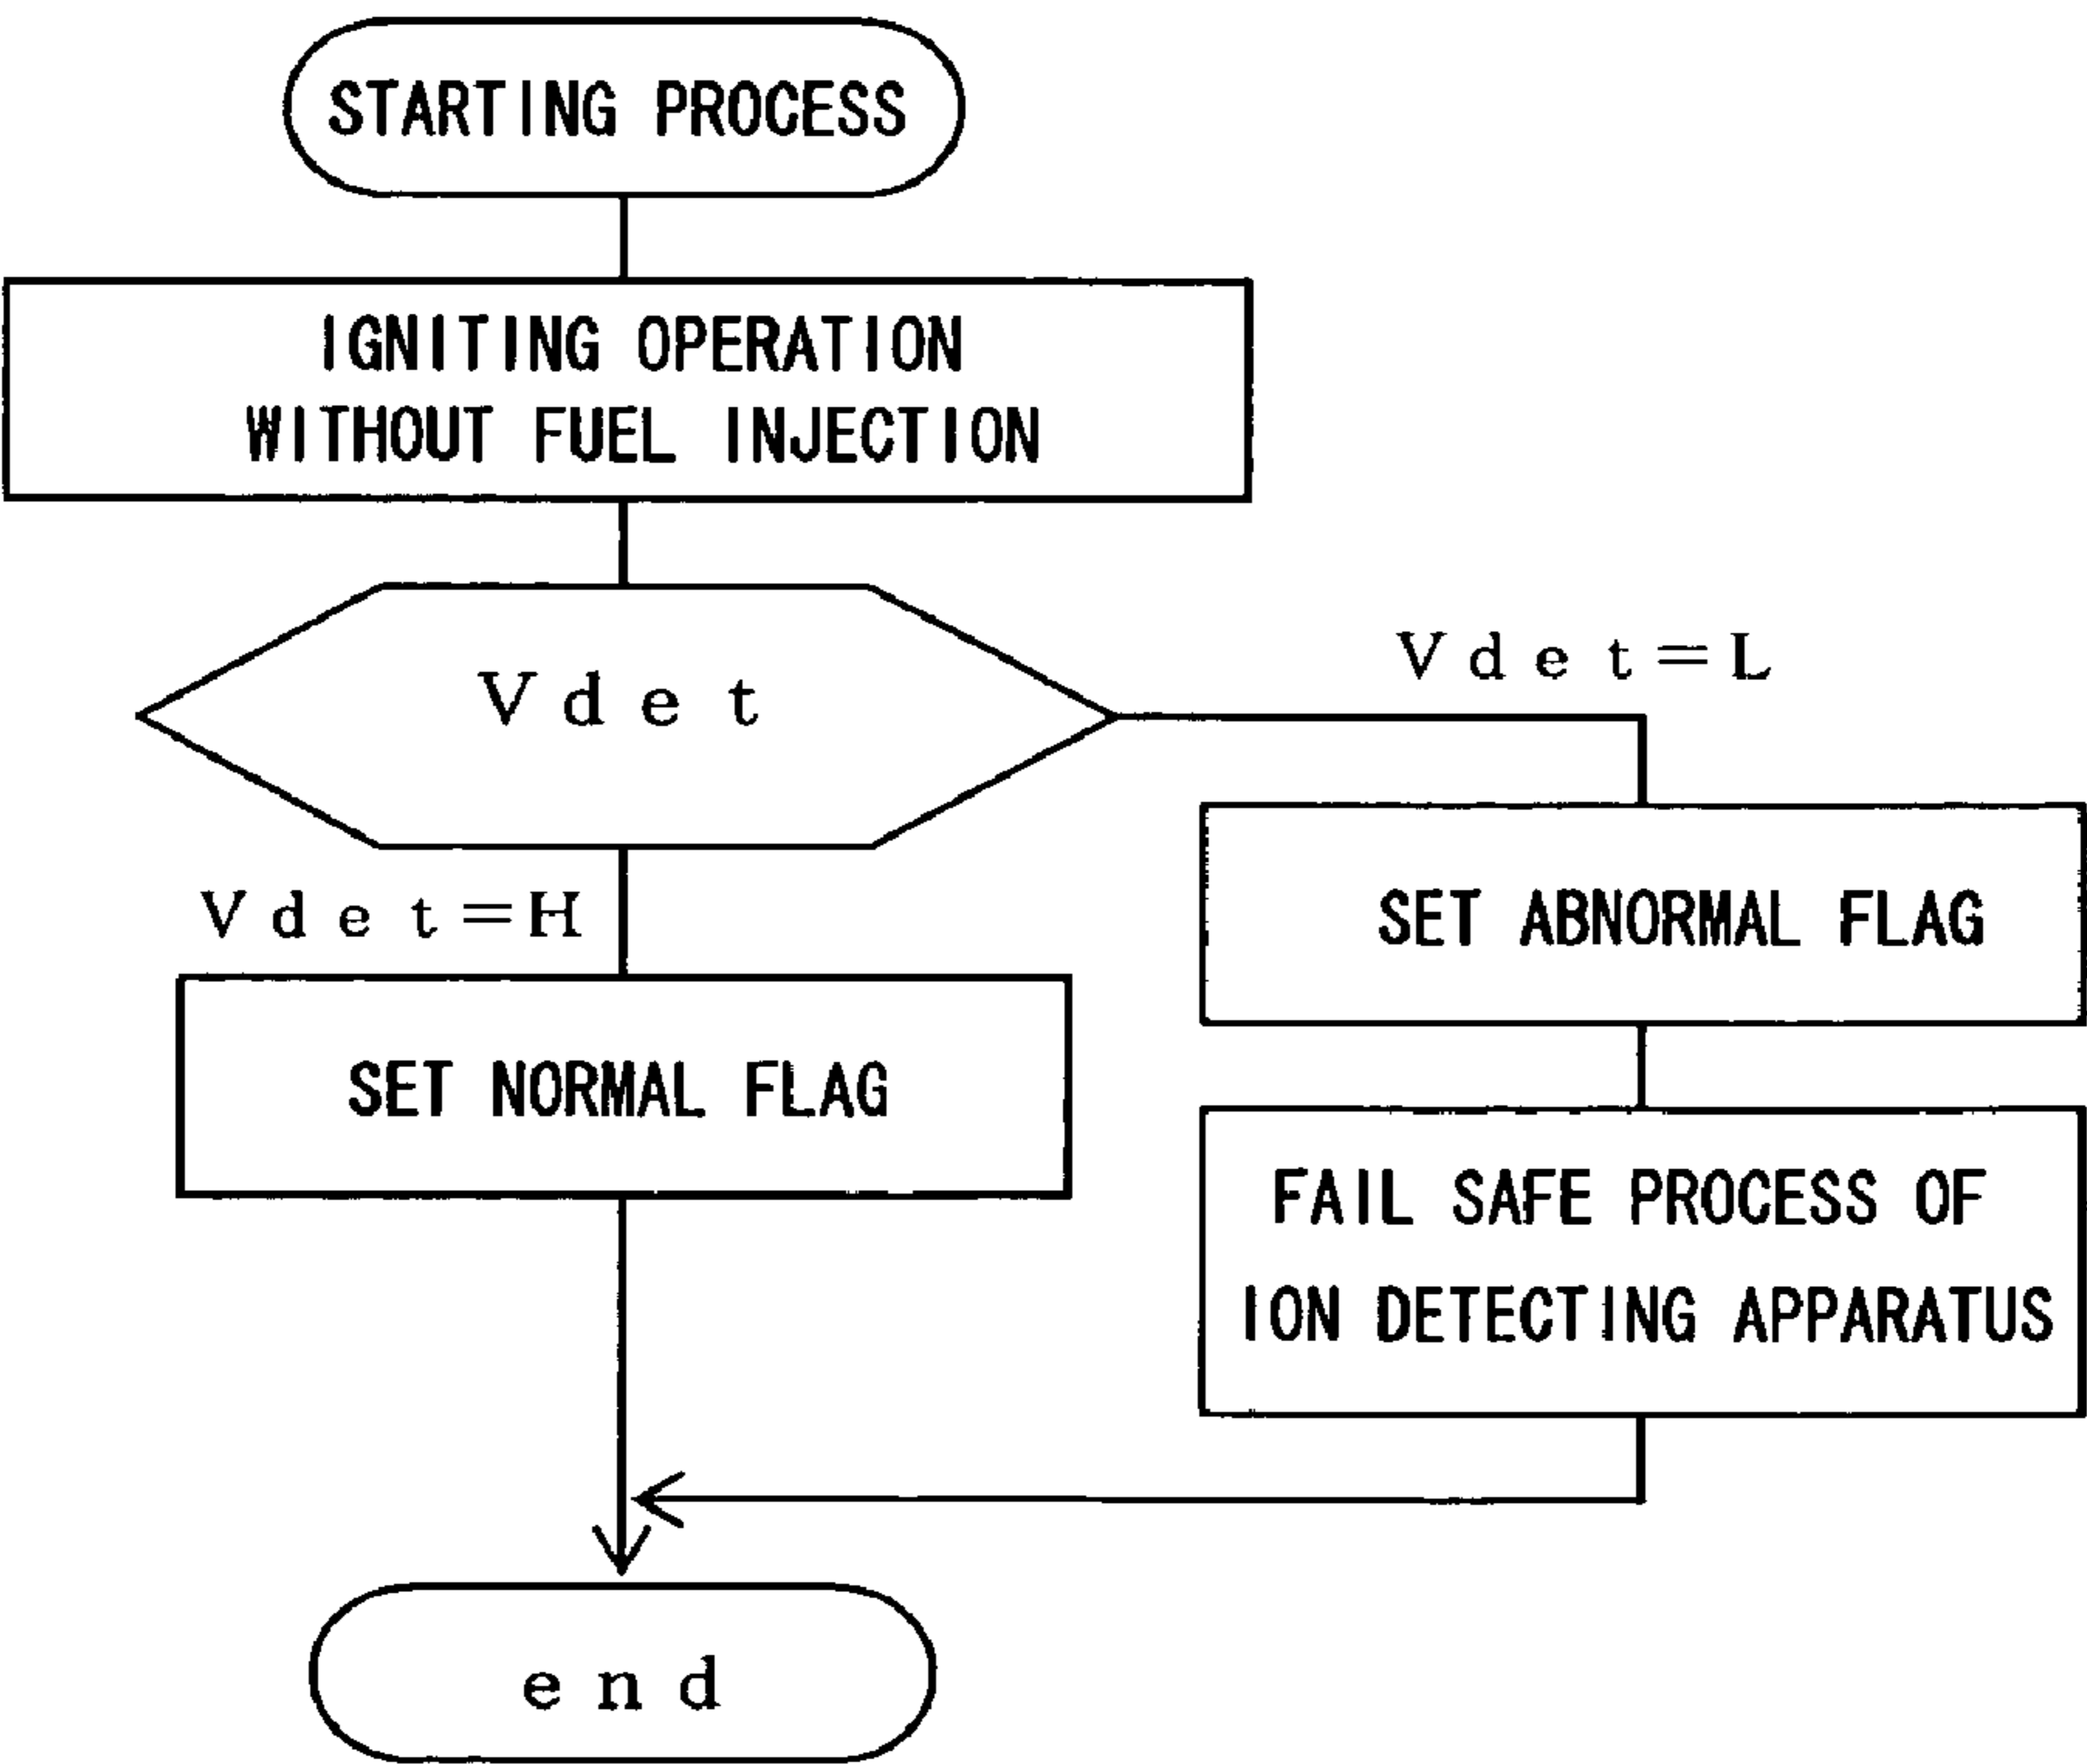 STARTING PROCESS
IGNITING OPERATION
WITHOUT FUEL INJECTION
Vdet
Vdet=L
Vdet=H
SET ABNORMAL FLAG
SET NORMAL FLAG
FAIL SAFE PROCESS OF
ION DETECTING APPARATUS
end